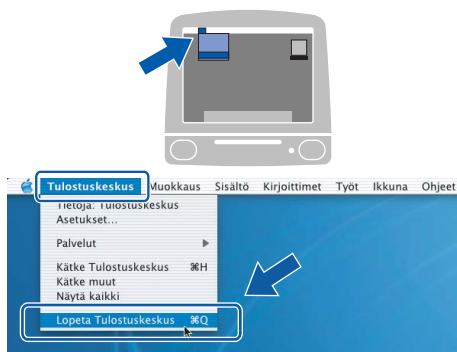 Tulostuskeskus Muokkaus Sisältö Kirjoittimet Työt Ikkuna Ohjeet
Tietoja: Tulostuskeskus
Asetukset...
Palvelut ▶
Kätke Tulostuskeskus ⌘H
Kätke muut
Näytä kaikki
Lopeta Tulostuskeskus ⌘Q